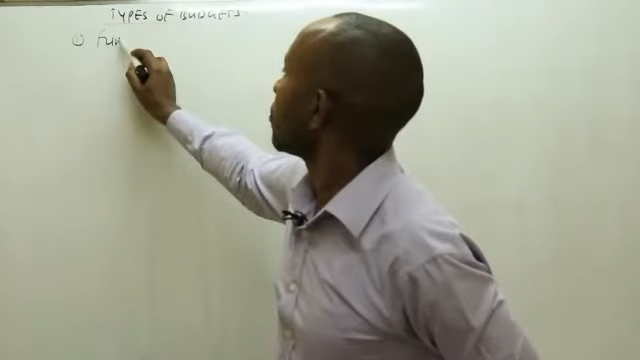 TYPES OF BUDGETS.
① Fun